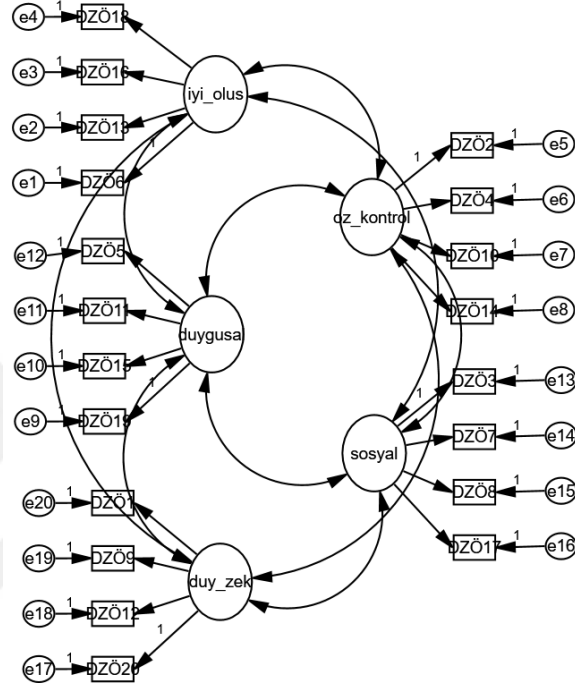 e4 1 DZÖ18
e3 1 DZÖ16
e2 1 DZÖ13
e1 1 DZÖ6
1
iyi_olus
e12 1 DZÖ5
e11 1 DZÖ11
e10 1 DZÖ15
e9 1 DZÖ19
1
duygusa
e20 1 DZÖ1
e19 1 DZÖ9
e18 1 DZÖ12
e17 1 DZÖ20
1
duy_zek
oz_kontrol
1
DZÖ2 1 e5
DZÖ4 1 e6
DZÖ10 1 e7
DZÖ14 1 e8
sosyal
1
DZÖ3 1 e13
DZÖ7 1 e14
DZÖ8 1 e15
DZÖ17 1 e16